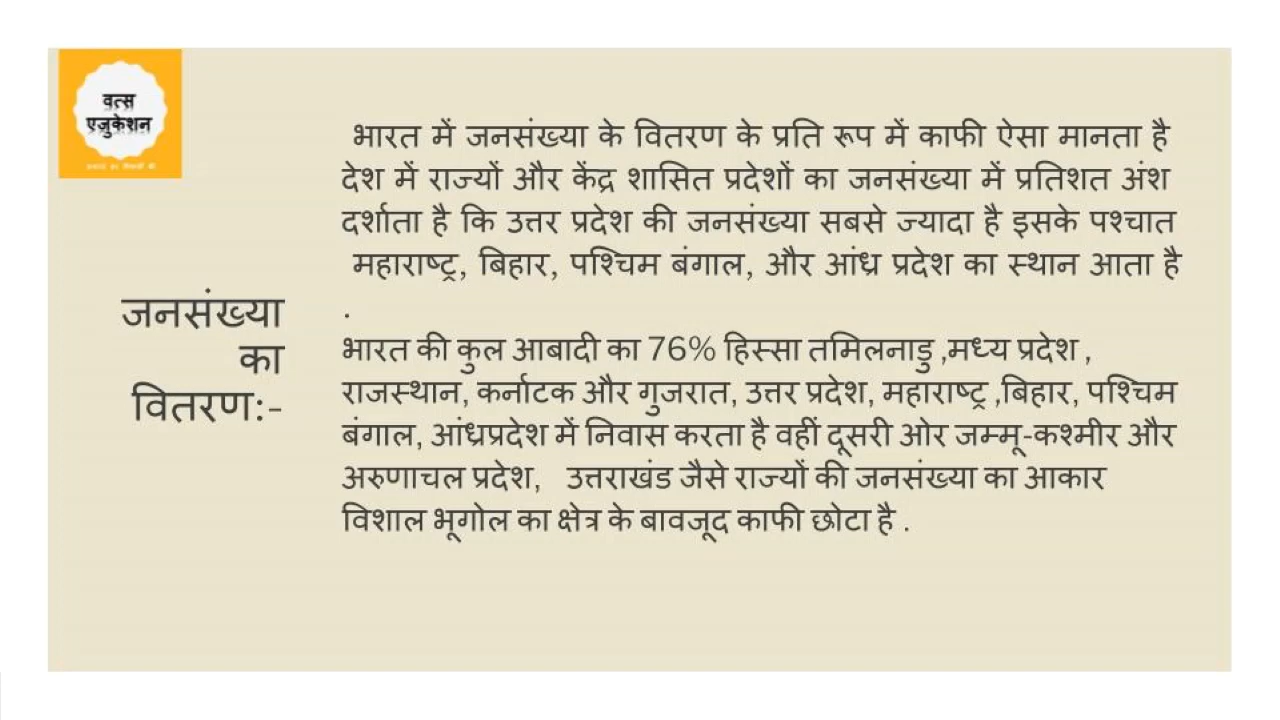 वत्स
एजुकेशन
जनसंख्या
का
वितरण:-
भारत में जनसंख्या के वितरण के प्रति रूप में काफी ऐसा मानता है
देश में राज्यों और केंद्र शासित प्रदेशों का जनसंख्या में प्रतिशत अंश
दर्शाता है कि उत्तर प्रदेश की जनसंख्या सबसे ज्यादा है इसके पश्चात
महाराष्ट्र, बिहार, पश्चिम बंगाल, और आंध्र प्रदेश का स्थान आता है
.
भारत की कुल आबादी का 76% हिस्सा तमिलनाडु ,मध्य प्रदेश ,
राजस्थान, कर्नाटक और गुजरात, उत्तर प्रदेश, महाराष्ट्र ,बिहार, पश्चिम
बंगाल, आंध्रप्रदेश में निवास करता है वहीं दूसरी ओर जम्मू-कश्मीर और
अरुणाचल प्रदेश, उत्तराखंड जैसे राज्यों की जनसंख्या का आकार
विशाल भूगोल का क्षेत्र के बावजूद काफी छोटा है .